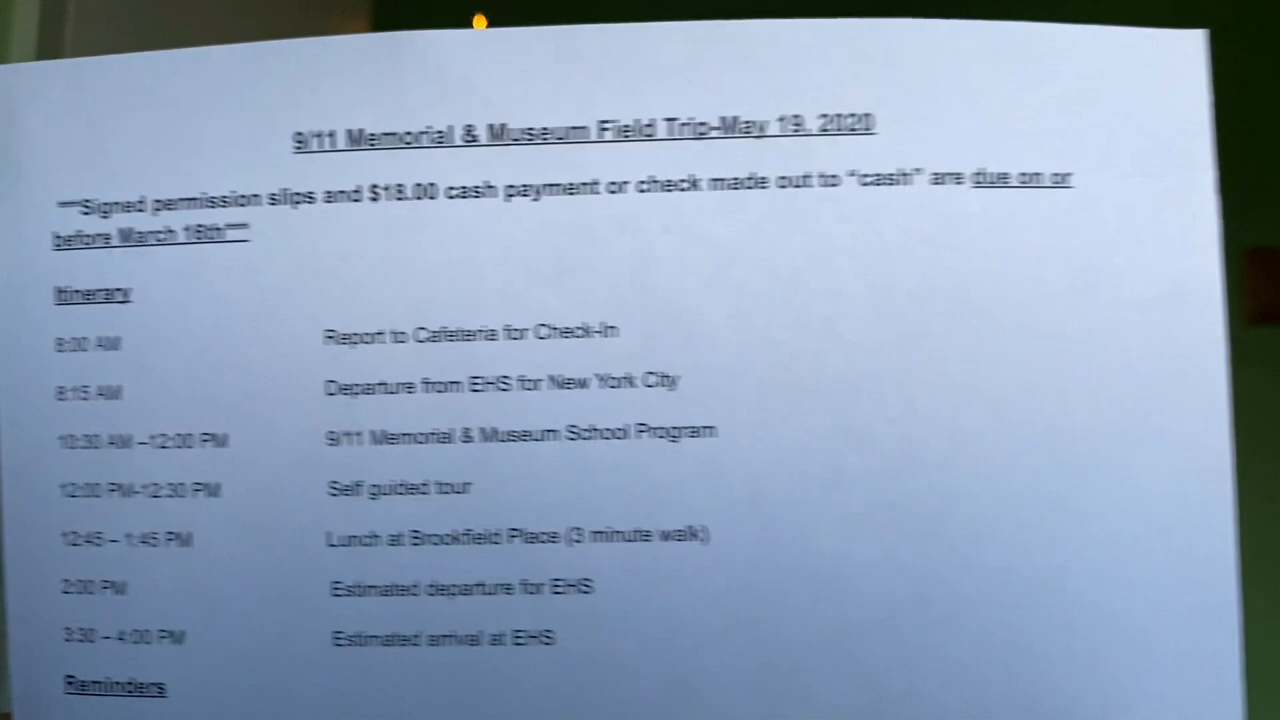 9/11 Memorial & Museum Field Trip-May 19, 2020
***Signed permission slips and $18.00 cash payment or check made out to "cash" are due on or
before March 16th***
Itinerary
8:00 AM Report to Cafeteria for Check-In
8:15 AM Departure from EHS for New York City
10:30 AM –12:00 PM 9/11 Memorial & Museum School Program
12:00 PM-12:30 PM Self guided tour
12:45 – 1:45 PM Lunch at Brookfield Place (3 minute walk)
2:00 PM Estimated departure for EHS
3:30 – 4:00 PM Estimated arrival at EHS
Reminders